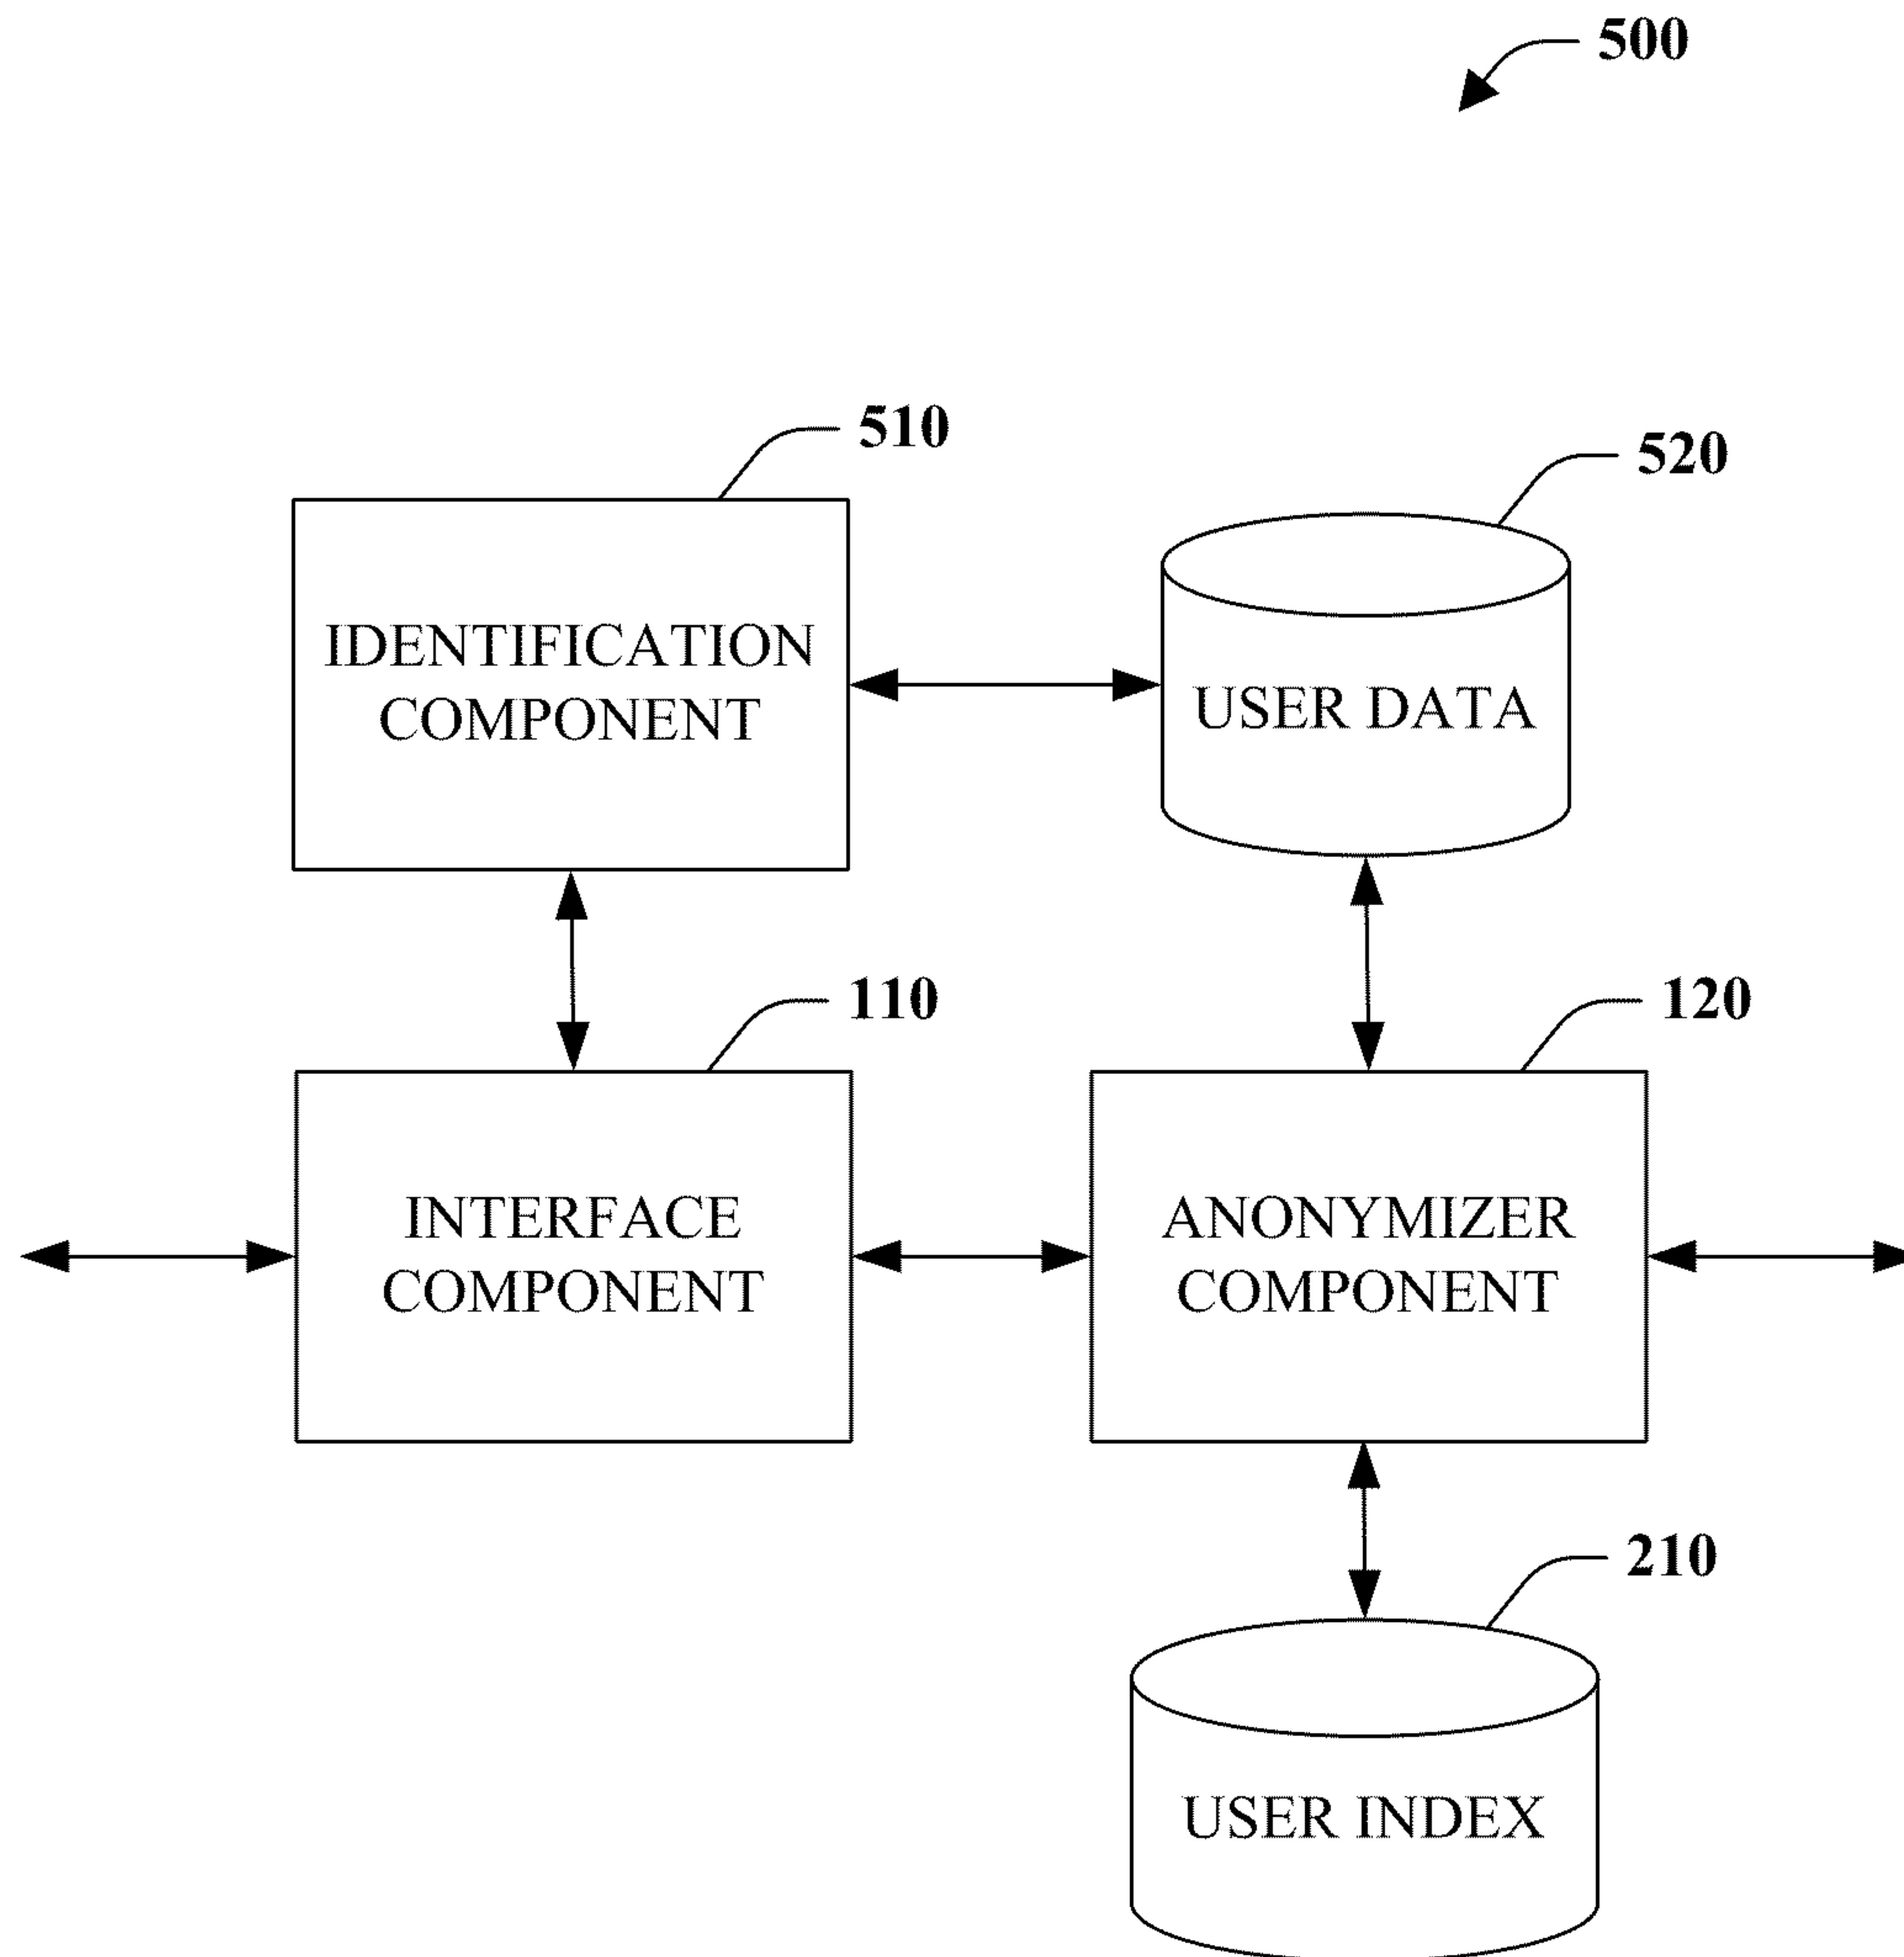 500
510
520
IDENTIFICATION
COMPONENT
USER DATA
110
120
INTERFACE
COMPONENT
ANONYMIZER
COMPONENT
210
USER INDEX